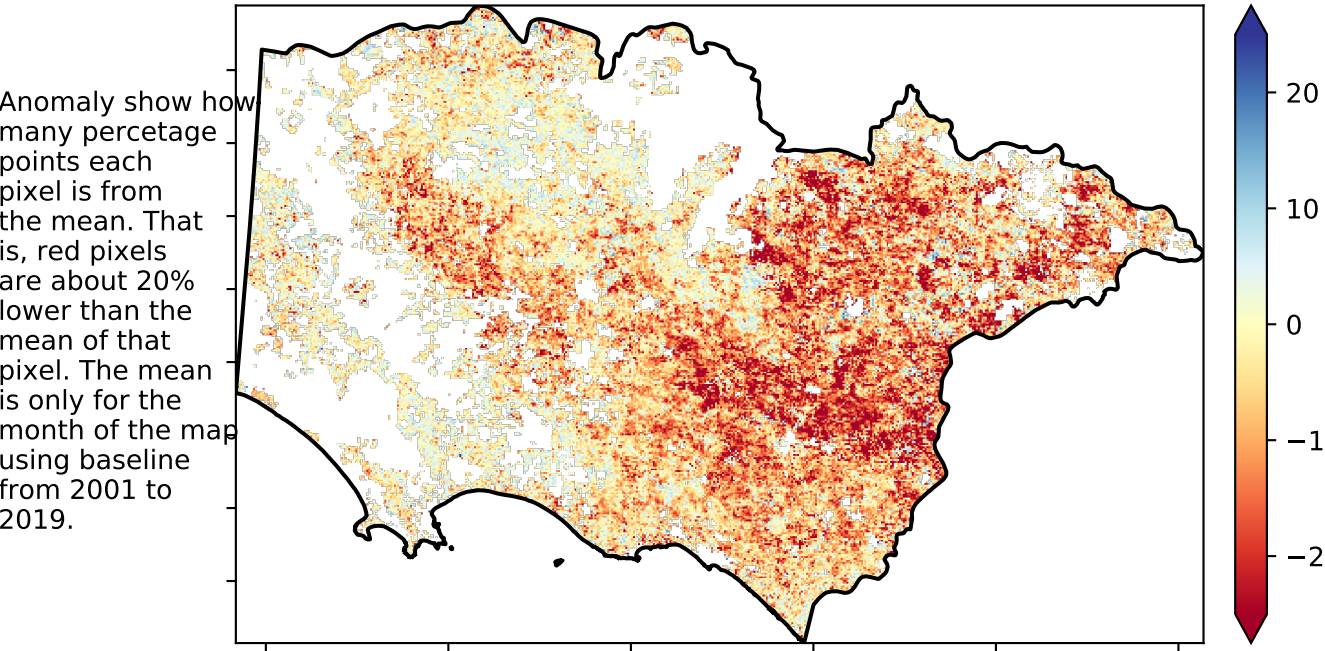 Anomaly show how
many percetage
points each
pixel is from
the mean. That
is, red pixels
are about 20%
lower than the
mean of that
pixel. The mean
is only for the
month of the map
using baseline
from 2001 to
2019.
20
10
0
−1
−2